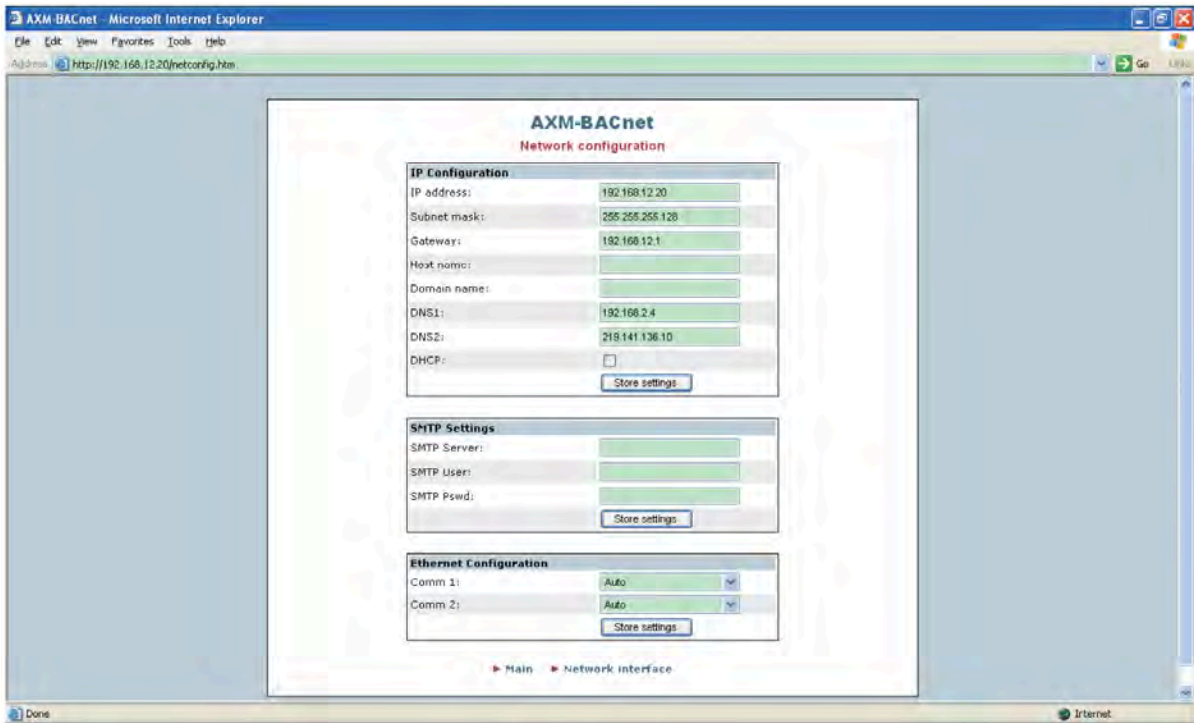 AXM-BACnet - Microsoft Internet Explorer
File Edit View Favorites Tools Help
Address http://192.168.12.20/netconfig.htm Go Links
AXM-BACnet
Network configuration
IP Configuration
IP address: 192.168.12.20
Subnet mask: 255.255.255.128
Gateway: 192.168.12.1
Host name:
Domain name:
DNS1: 192.168.2.4
DNS2: 219.141.136.10
DHCP:
Store settings
SMTP Settings
SMTP Server:
SMTP User:
SMTP Pswd:
Store settings
Ethernet Configuration
Comm 1: Auto
Comm 2: Auto
Store settings
Main Network interface
Done Internet